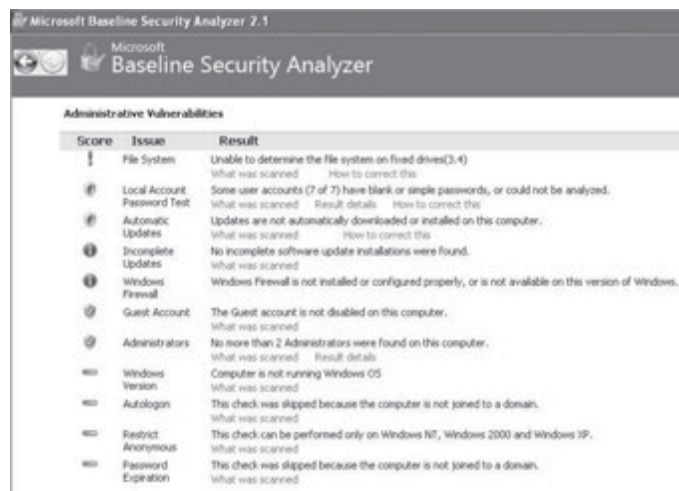 Microsoft Baseline Security Analyzer 2.1
Microsoft
Baseline Security Analyzer
Administrative Vulnerabilities
Score Issue Result
File System Unable to determine the file system on fixed drives(3.4)
What was scanned How to correct this
Local Account Password Test Some user accounts (7 of 7) have blank or simple passwords, or could not be analyzed.
What was scanned Result details How to correct this
Automatic Updates Updates are not automatically downloaded or installed on this computer.
What was scanned How to correct this
Incomplete Updates No incomplete software update installations were found.
What was scanned
Windows Firewall Windows Firewall is not installed or configured properly, or is not available on this version of Windows.
Guest Account The Guest account is not disabled on this computer.
What was scanned
Administrators No more than 2 Administrators were found on this computer.
What was scanned Result details
Windows Version Computer is not running Windows OS
What was scanned
Autologon This check was skipped because the computer is not joined to a domain.
What was scanned
Restrict Anonymous This check can be performed only on Windows NT, Windows 2000 and Windows XP.
What was scanned
Password Expiration This check was skipped because the computer is not joined to a domain.
What was scanned